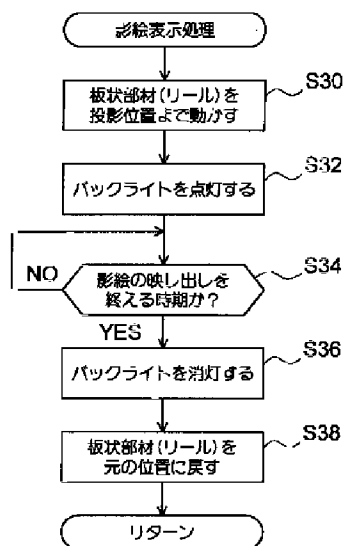 影絵表示処理
S30
板状部材(リール)を
投影位置まで動かす
S32
バックライトを点灯する
S34
影絵の映し出しを
終える時期か?
NO
YES
S36
バックライトを消灯する
S38
板状部材(リール)を
元の位置に戻す
リターン